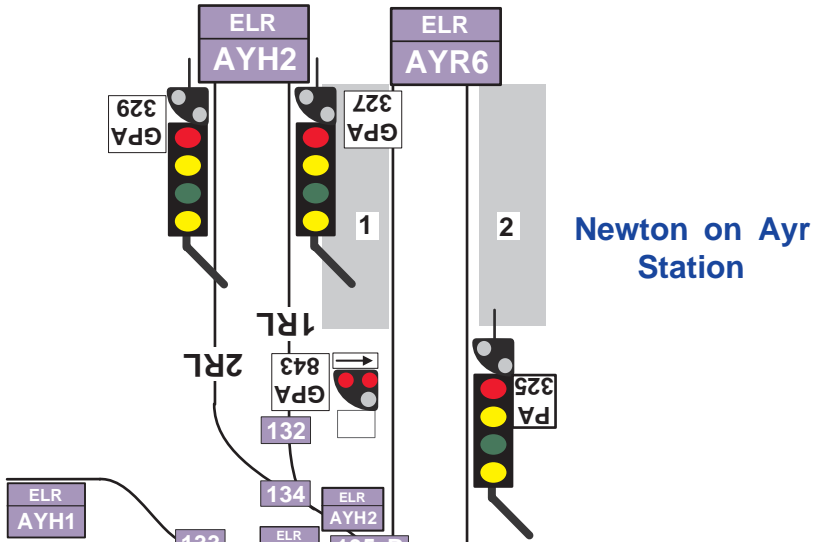 ELR
AYH2
ELR
AYR6
GPA
329
GPA
327
1
2
Newton on Ayr
Station
1RL
2RL
GPA
843
132
PA
325
134
ELR
AYH1
ELR
AYH2
ELR